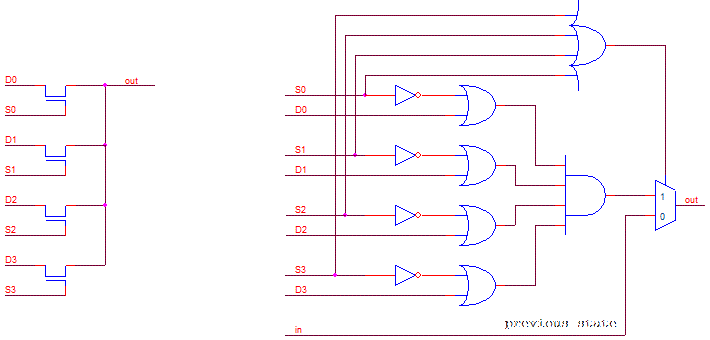 D0
out
S0
D1
S1
D2
S2
D3
S3
S0
D0
S1
D1
S2
D2
S3
D3
1
0
out
in
previous state